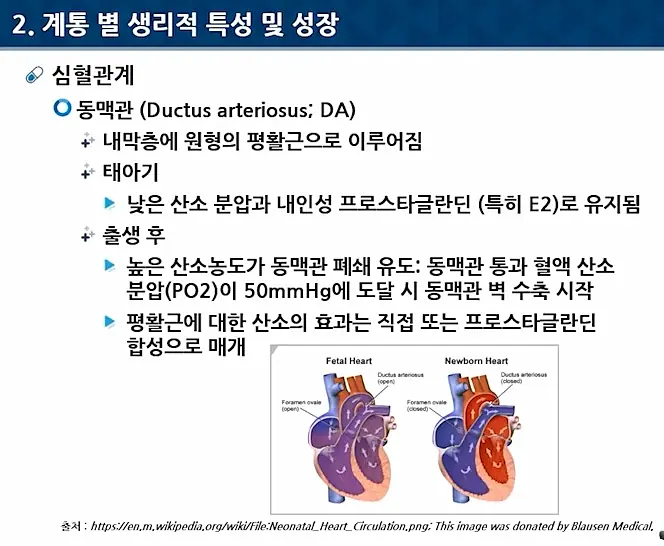 2. 계통 별 생리적 특성 및 성장
심혈관계
동맥관 (Ductus arteriosus; DA)
내막층에 원형의 평활근으로 이루어짐
태아기
낮은 산소 분압과 내인성 프로스타글란딘 (특히 E2)로 유지됨
출생 후
높은 산소농도가 동맥관 폐쇄 유도: 동맥관 통과 혈액 산소
분압(PO2)이 50mmHg에 도달 시 동맥관 벽 수축 시작
평활근에 대한 산소의 효과는 직접 또는 프로스타글란딘
합성으로 매개
Fetal Heart
Ductus arteriosus
(open)
Foramen ovale
(open)
Newborn Heart
Ductus arteriosus
(closed)
Foramen ovale
(closed)
출처 : https://en.m.wikipedia.org/wiki/File:Neonatal_Heart_Circulation.png; This image was donated by Blausen Medical.